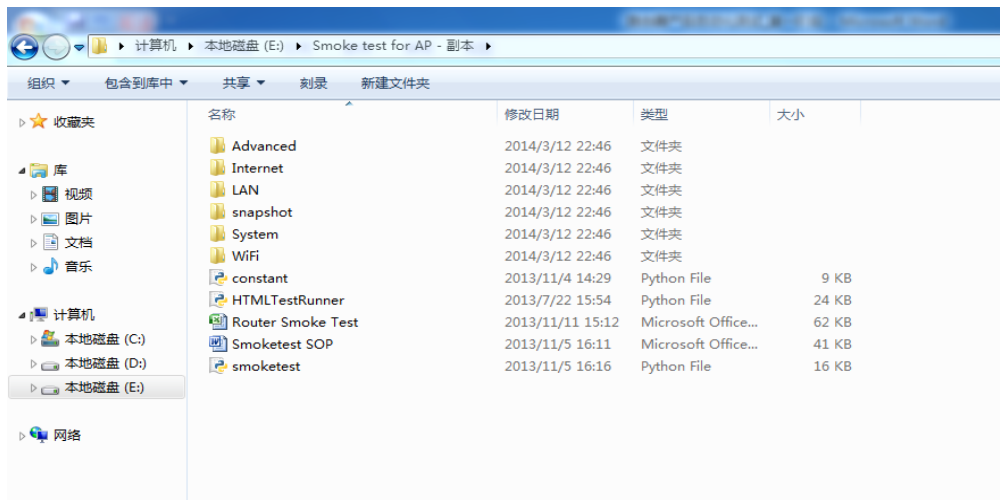 计算机 本地磁盘 (E:) Smoke test for AP - 副本
组织 包含到库中 共享 刻录 新建文件夹
收藏夹
库
视频
图片
文档
音乐
计算机
本地磁盘 (C:)
本地磁盘 (D:)
本地磁盘 (E:)
网络
名称 修改日期 类型 大小
Advanced 2014/3/12 22:46 文件夹
Internet 2014/3/12 22:46 文件夹
LAN 2014/3/12 22:46 文件夹
snapshot 2014/3/12 22:46 文件夹
System 2014/3/12 22:46 文件夹
WiFi 2014/3/12 22:46 文件夹
constant 2013/11/4 14:29 Python File 9 KB
HTMLTestRunner 2013/7/22 15:54 Python File 24 KB
Router Smoke Test 2013/11/11 15:12 Microsoft Office... 62 KB
Smoketest SOP 2013/11/5 16:11 Microsoft Office... 41 KB
smoketest 2013/11/5 16:16 Python File 16 KB